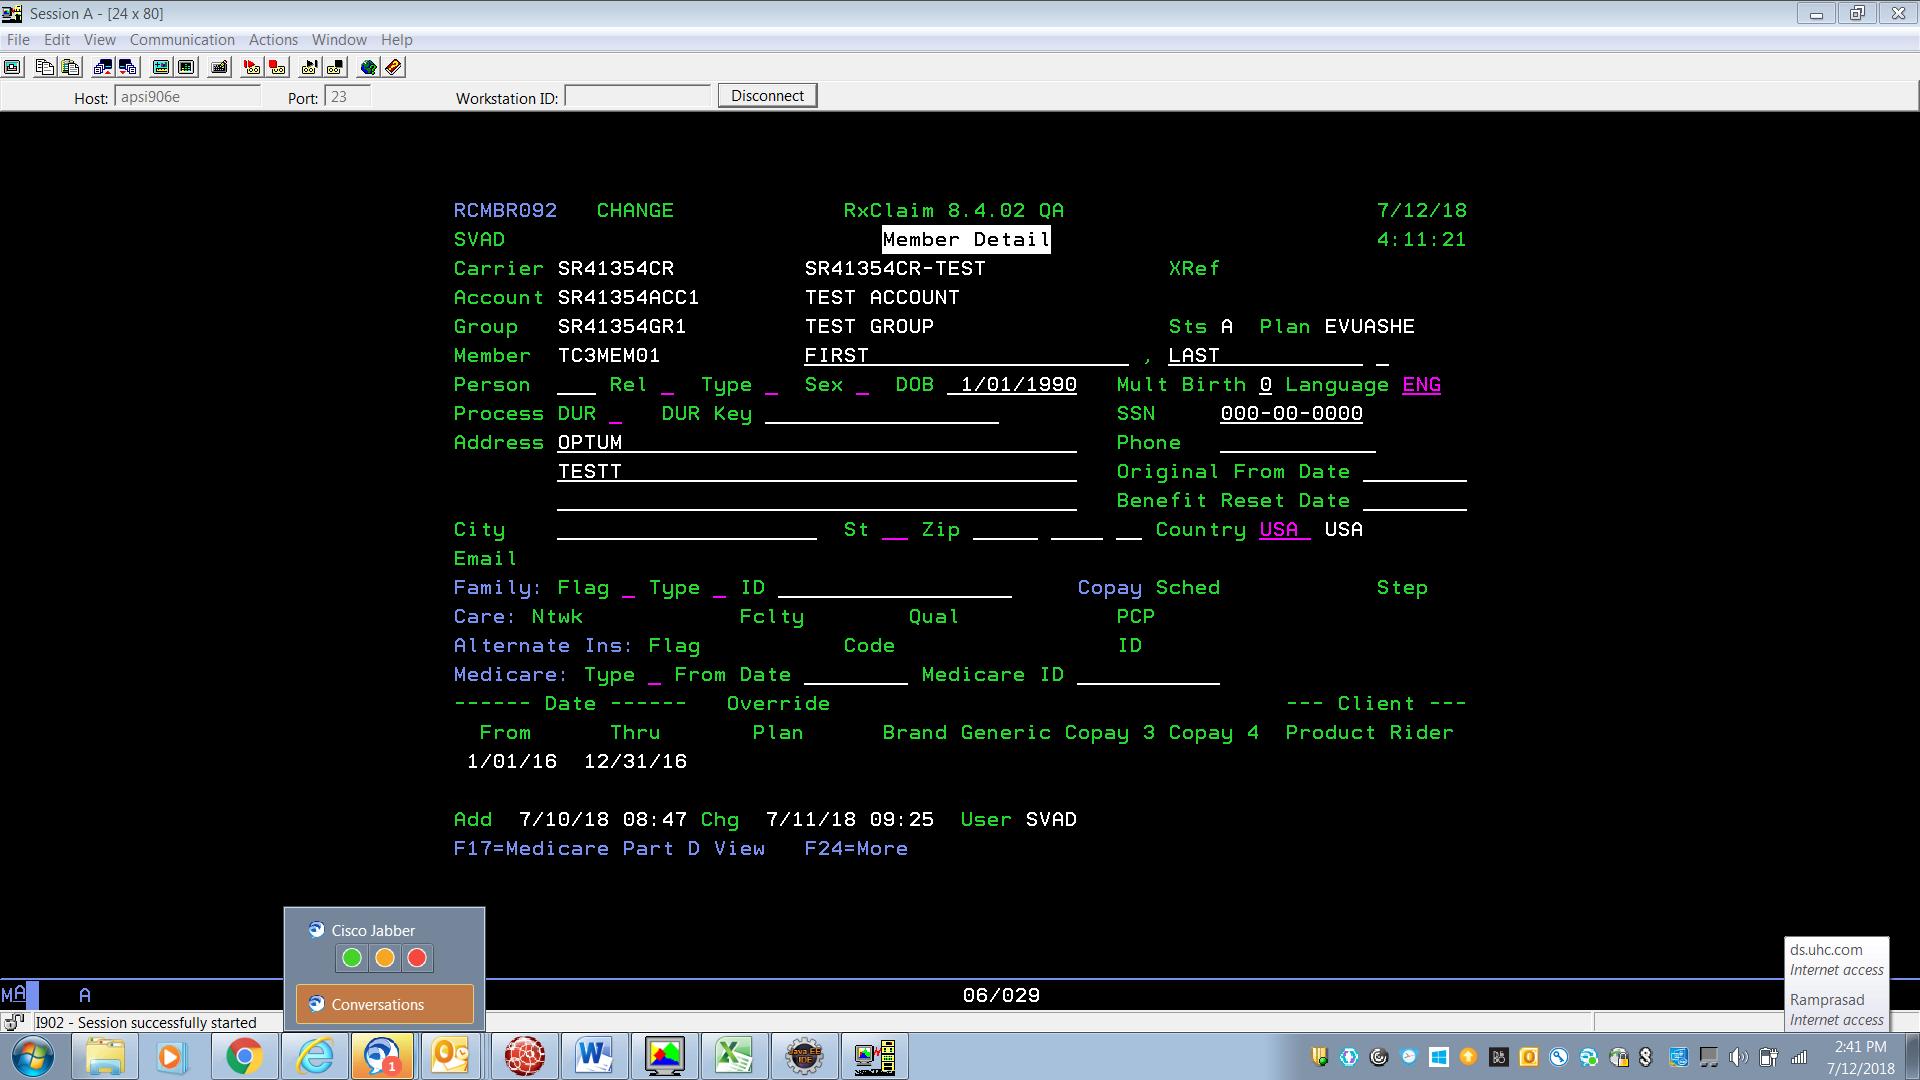 Session A - [24 x 80]
File Edit View Communication Actions Window Help
Host: apsi906e Port: 23 Workstation ID: Disconnect
RCMBR092 CHANGE RxClaim 8.4.02 QA 7/12/18
SVAD Member Detail 4:11:21
Carrier SR41354CR SR41354CR-TEST XRef
Account SR41354ACC1 TEST ACCOUNT
Group SR41354GR1 TEST GROUP Sts A Plan EVUASHE
Member TC3MEM01 FIRST , LAST
Person Rel Type Sex DOB 1/01/1990 Mult Birth 0 Language ENG
Process DUR DUR Key SSN 000-00-0000
Address OPTUM Phone
TESTT Original From Date
Benefit Reset Date
City St Zip Country USA USA
Email
Family: Flag Type ID Copay Sched Step
Care: Ntwk Fclty Qual PCP
Alternate Ins: Flag Code ID
Medicare: Type From Date Medicare ID
------ Date ------ Override --- Client ---
From Thru Plan Brand Generic Copay 3 Copay 4 Product Rider
1/01/16 12/31/16
Add 7/10/18 08:47 Chg 7/11/18 09:25 User SVAD
F17=Medicare Part D View F24=More
Cisco Jabber
Conversations
ds.uhc.com
Internet access
Ramprasad
Internet access
MA A 06/029
I902 - Session successfully started
1
Java EE
IDE
2:41 PM
7/12/2018